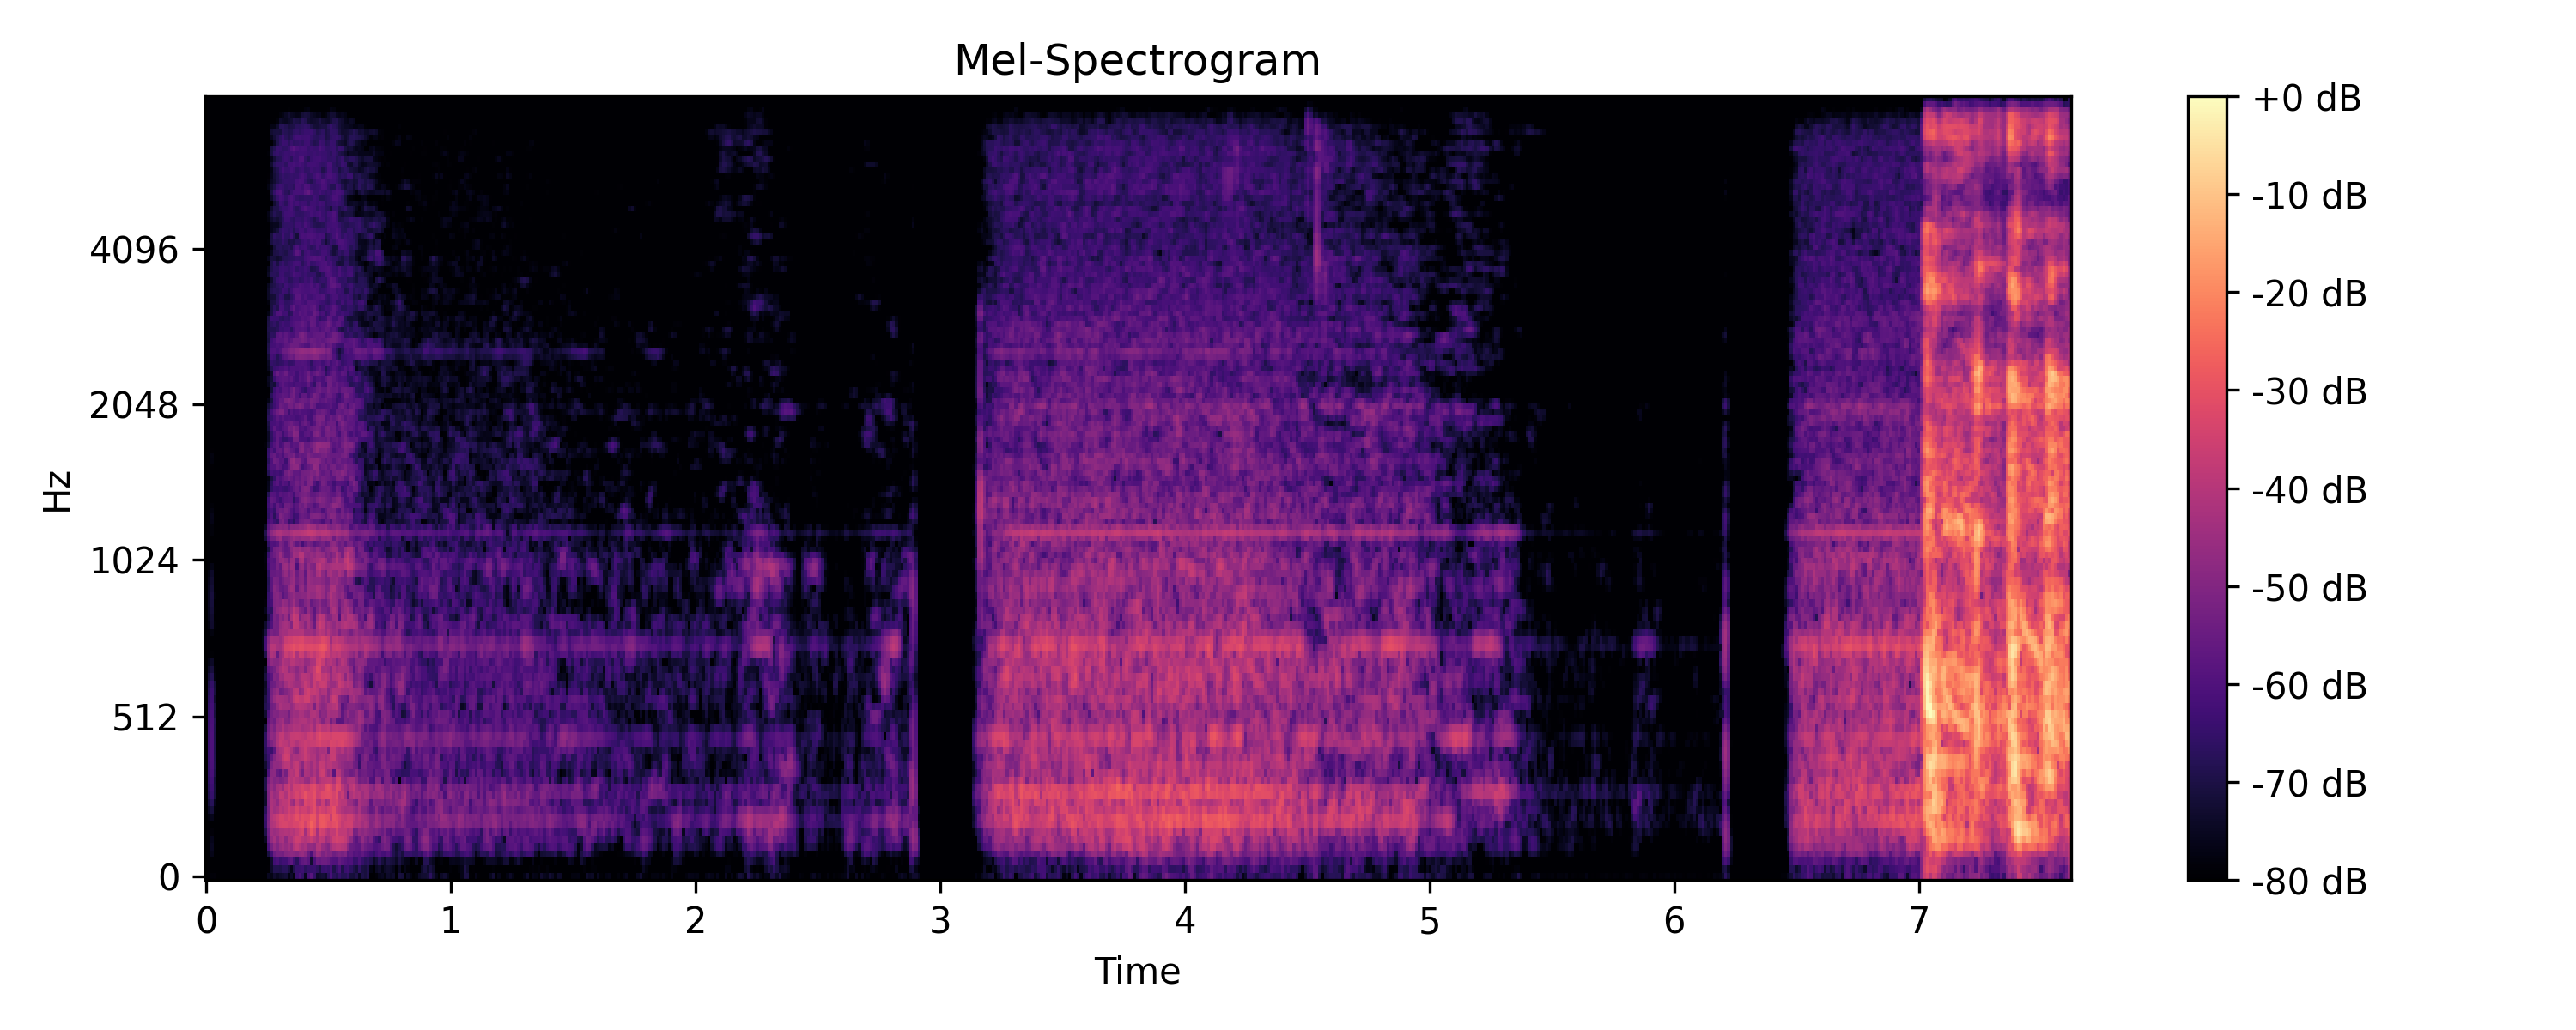 Mel-Spectrogram
+0 dB
-10 dB
-20 dB
-30 dB
-40 dB
-50 dB
-60 dB
-70 dB
-80 dB
Hz
4096
2048
1024
512
0
0 1 2 3 4 5 6 7
Time